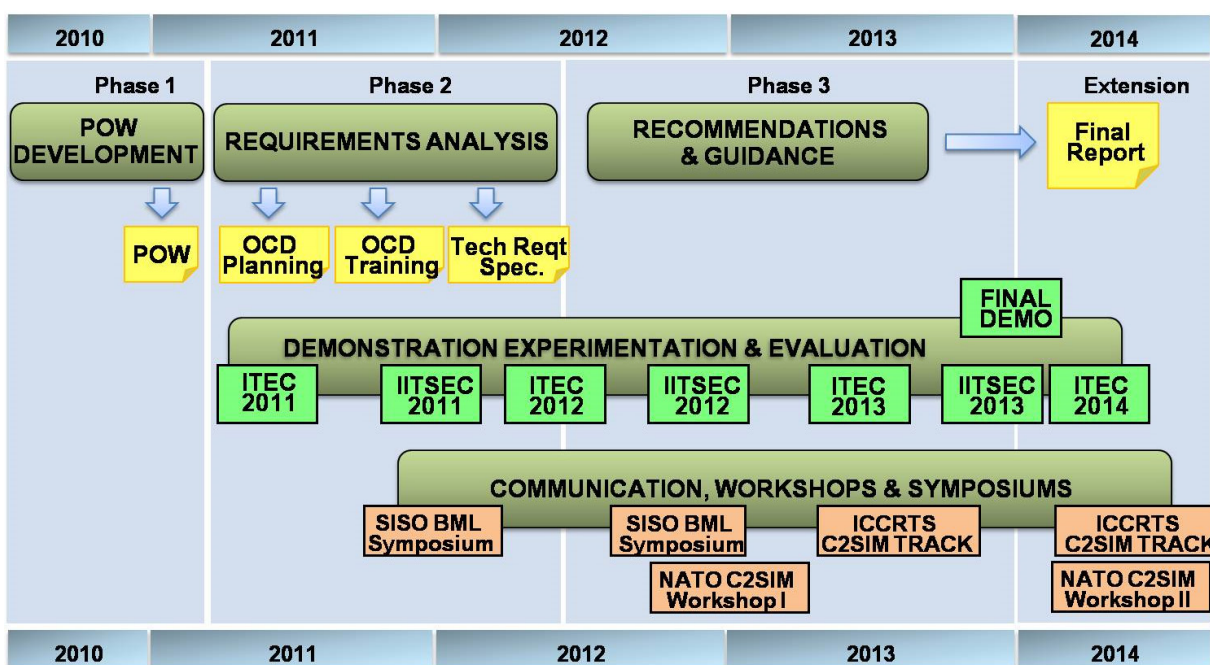 2010 2011 2012 2013 2014
Phase 1 Phase 2 Phase 3 Extension
POW
DEVELOPMENT
REQUIREMENTS ANALYSIS
RECOMMENDATIONS
& GUIDANCE
Final
Report
POW
OCD
Planning
OCD
Training
Tech Reqt
Spec.
FINAL
DEMO
DEMONSTRATION EXPERIMENTATION & EVALUATION
ITEC
2011
IITSEC
2011
ITEC
2012
IITSEC
2012
ITEC
2013
IITSEC
2013
ITEC
2014
COMMUNICATION, WORKSHOPS & SYMPOSIUMS
SISO BML
Symposium
SISO BML
Symposium
ICCRTS
C2SIM TRACK
ICCRTS
C2SIM TRACK
NATO C2SIM
Workshop I
NATO C2SIM
Workshop II
2010 2011 2012 2013 2014